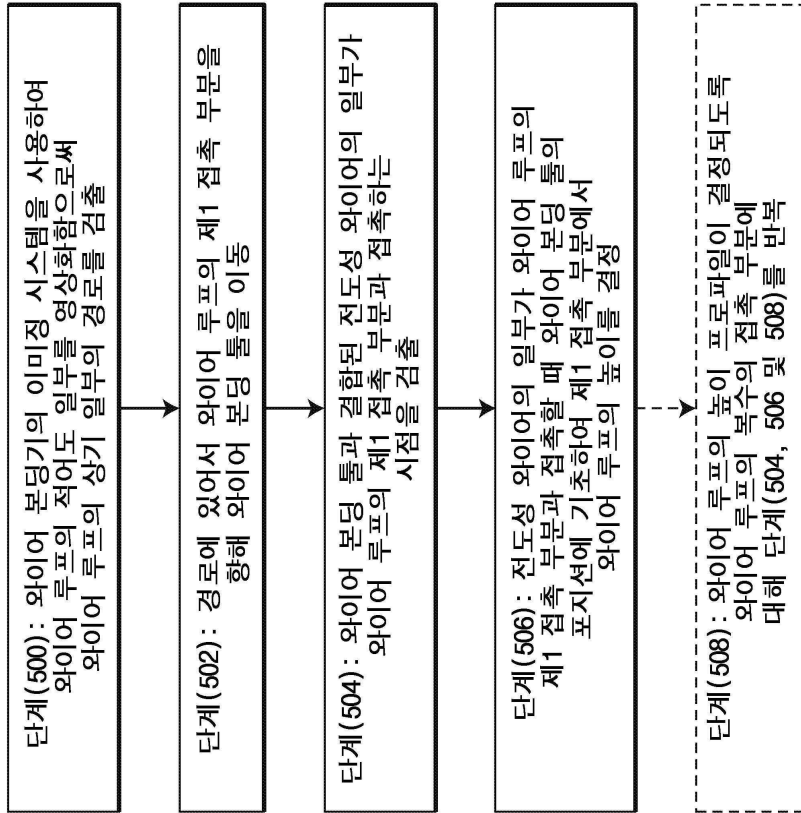 단계(500): 와이어 본딩기의 이미징 시스템을 사용하여
와이어 루프의 적어도 일부를 영상화함으로써
와이어 루프의 상기 일부의 경로를 검출
단계(502): 경로에 있어서 와이어 루프의 제1 접촉 부분을
향해 와이어 본딩 툴을 이동
단계(504): 와이어 본딩 툴과 결합된 전도성 와이어의 일부가
와이어 루프의 제1 접촉 부분과 접촉하는
시점을 검출
단계(506): 전도성 와이어의 일부가 와이어 루프의
제1 접촉 부분과 접촉할 때 와이어 본딩 툴의
포지션에 기초하여 제1 접촉 부분에서
와이어 루프의 높이를 결정
단계(508): 와이어 루프의 높이 프로파일이 결정되도록
와이어 루프의 복수의 접촉 부분에
대해 단계(504, 506 및 508)를 반복